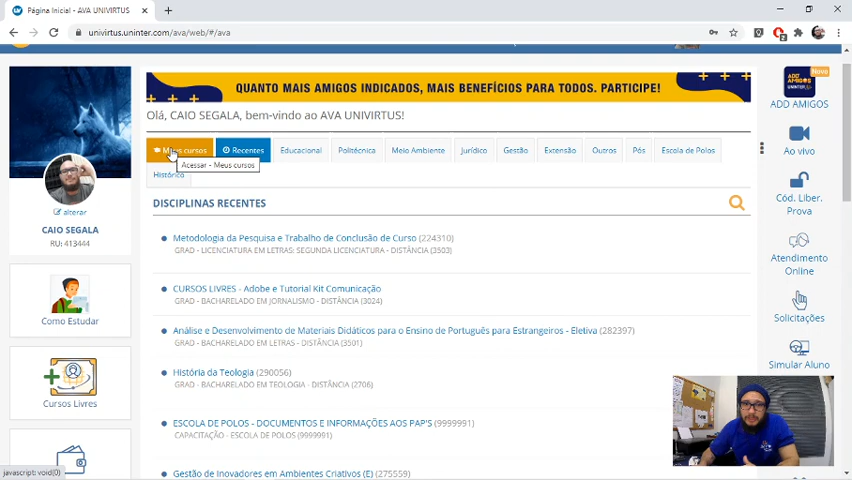 Página Inicial - AVA UNIVIRTUS
univirtus.uninter.com/ava/web/#/ava
QUANTO MAIS AMIGOS INDICADOS, MAIS BENEFÍCIOS PARA TODOS. PARTICIPE!
Olá, CAIO SEGALA, bem-vindo ao AVA UNIVIRTUS!
Meus cursos
Recentes
Educacional
Politécnica
Meio Ambiente
Jurídico
Gestão
Extensão
Outros
Pós
Escola de Polos
Acessar - Meus cursos
Histórico
DISCIPLINAS RECENTES
Metodologia da Pesquisa e Trabalho de Conclusão de Curso (224310)
GRAD - LICENCIATURA EM LETRAS: SEGUNDA LICENCIATURA - DISTÂNCIA (3503)
CURSOS LIVRES - Adobe e Tutorial Kit Comunicação
GRAD - BACHARELADO EM JORNALISMO - DISTÂNCIA (3024)
Análise e Desenvolvimento de Materiais Didáticos para o Ensino de Português para Estrangeiros - Eletiva (282397)
GRAD - BACHARELADO EM LETRAS - DISTÂNCIA (3501)
História da Teologia (290056)
GRAD - BACHARELADO EM TEOLOGIA - DISTÂNCIA (2706)
ESCOLA DE POLOS - DOCUMENTOS E INFORMAÇÕES AOS PAP'S (9999991)
CAPACITAÇÃO - ESCOLA DE POLOS (9999991)
Gestão de Inovadores em Ambientes Criativos (E) (275559)
alterar
CAIO SEGALA
RU: 413444
Como Estudar
Cursos Livres
javascript: void(0)
Novo
ADD AMIGOS
Ao vivo
Cód. Liber.
Prova
Atendimento
Online
Solicitações
Simular Aluno